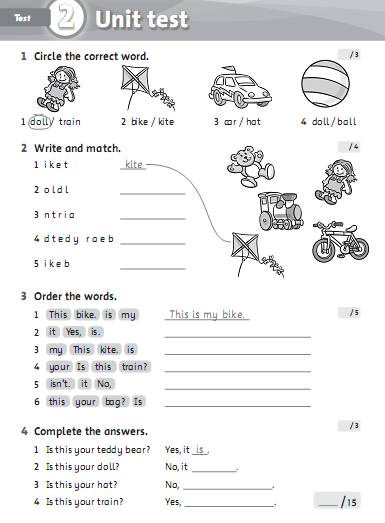 Test 2 Unit test
1 Circle the correct word. /3
1 doll / train 2 bike / kite 3 car / hat 4 doll / ball
2 Write and match. /4
1 i k e t kite
2 o l d l
3 n t r i a
4 d t e d y r a e b
5 i k e b
3 Order the words. /5
1 This bike. is my This is my bike.
2 it Yes, is.
3 my This kite. is
4 your Is this train?
5 isn't. it No,
6 this your bag? Is
4 Complete the answers. /3
1 Is this your teddy bear? Yes, it is .
2 Is this your doll? No, it ________.
3 Is this your hat? No, ________.
4 Is this your train? Yes, ________.
____ /15